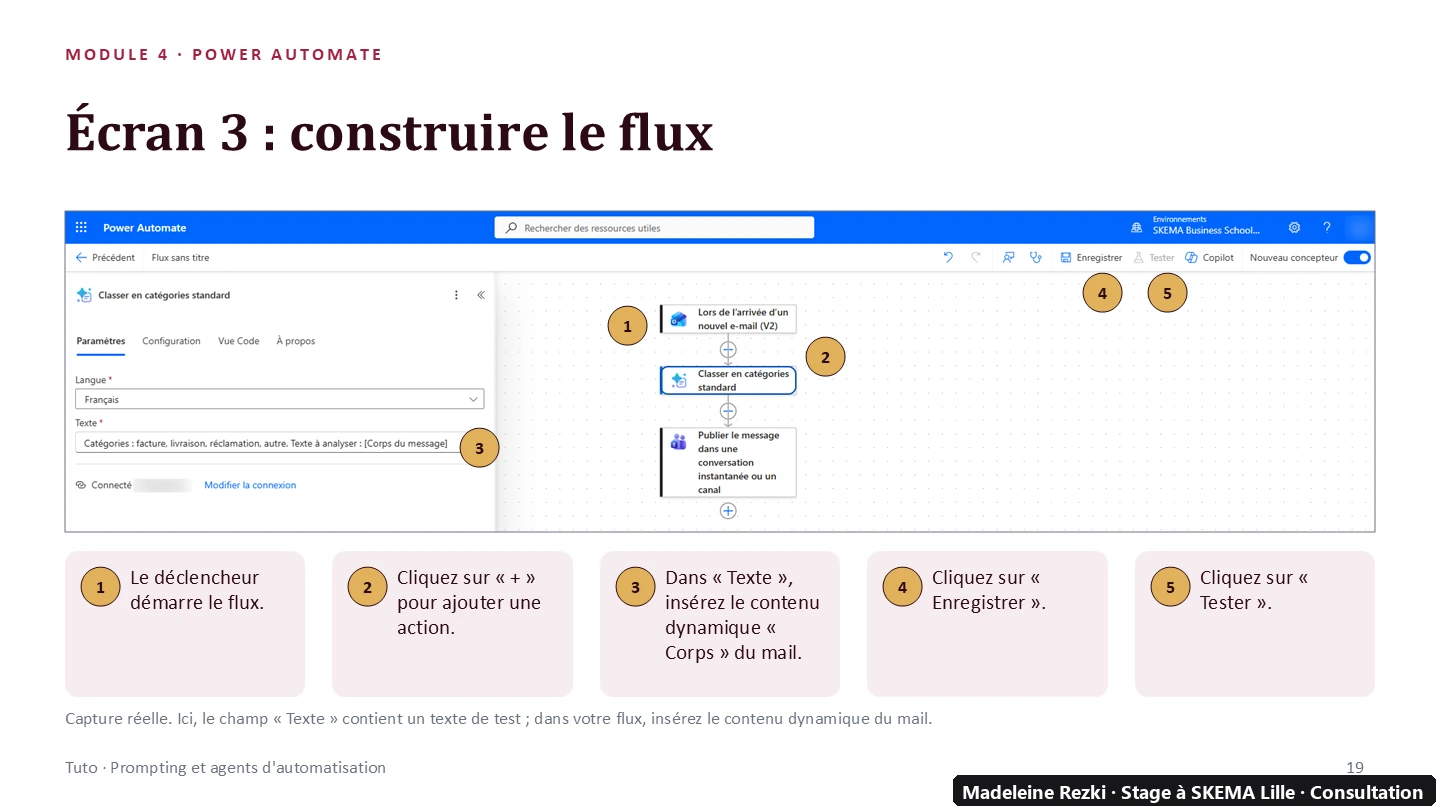 MODULE 4 · POWER AUTOMATE
Écran 3 : construire le flux
Power Automate
Rechercher des ressources utiles
Environnements
SKEMA Business School...
?
Précédent
Flux sans titre
Enregistrer
Tester
Copilot
Nouveau concepteur
Classer en catégories standard
4
5
Paramètres
Configuration
Vue Code
À propos
Langue *
Français
Texte *
Catégories : facture, livraison, réclamation, autre. Texte à analyser : [Corps du message]
3
Connecté
Modifier la connexion
1
Lors de l'arrivée d'un
nouvel e-mail (V2)
2
Classer en catégories
standard
Publier le message
dans une
conversation
instantanée ou un
canal
1
Le déclencheur
démarre le flux.
2
Cliquez sur « + »
pour ajouter une
action.
3
Dans « Texte »,
insérez le contenu
dynamique «
Corps » du mail.
4
Cliquez sur «
Enregistrer ».
5
Cliquez sur «
Tester ».
Capture réelle. Ici, le champ « Texte » contient un texte de test ; dans votre flux, insérez le contenu dynamique du mail.
Tuto · Prompting et agents d'automatisation
19
Madeleine Rezki · Stage à SKEMA Lille · Consultation